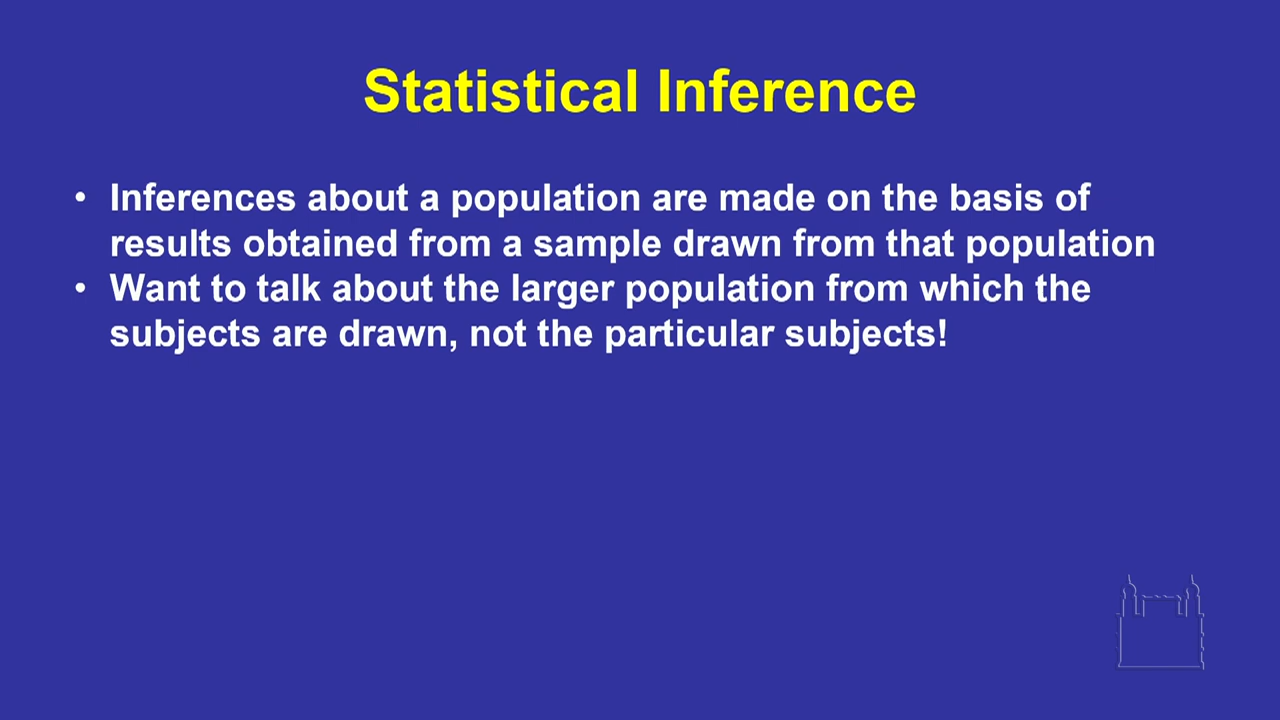 Statistical Inference
• Inferences about a population are made on the basis of
results obtained from a sample drawn from that population
• Want to talk about the larger population from which the
subjects are drawn, not the particular subjects!